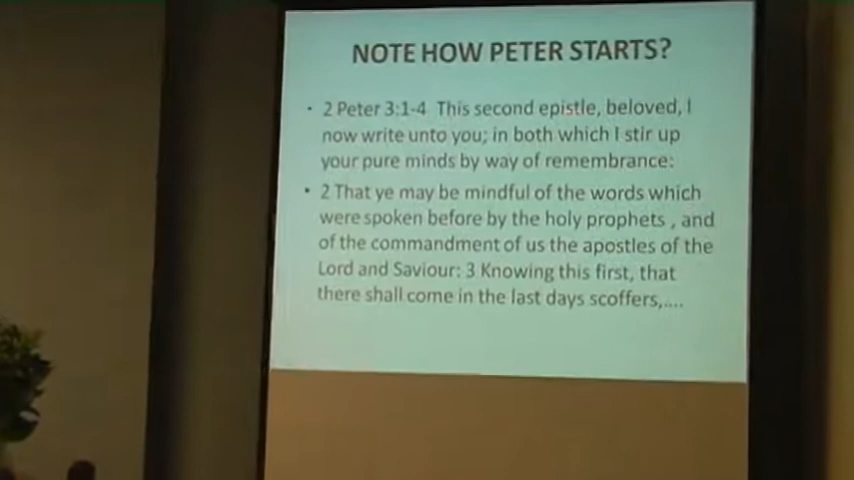 NOTE HOW PETER STARTS?
• 2 Peter 3:1-4 This second epistle, beloved, I
now write unto you; in both which I stir up
your pure minds by way of remembrance:
• 2 That ye may be mindful of the words which
were spoken before by the holy prophets , and
of the commandment of us the apostles of the
Lord and Saviour: 3 Knowing this first, that
there shall come in the last days scoffers,....